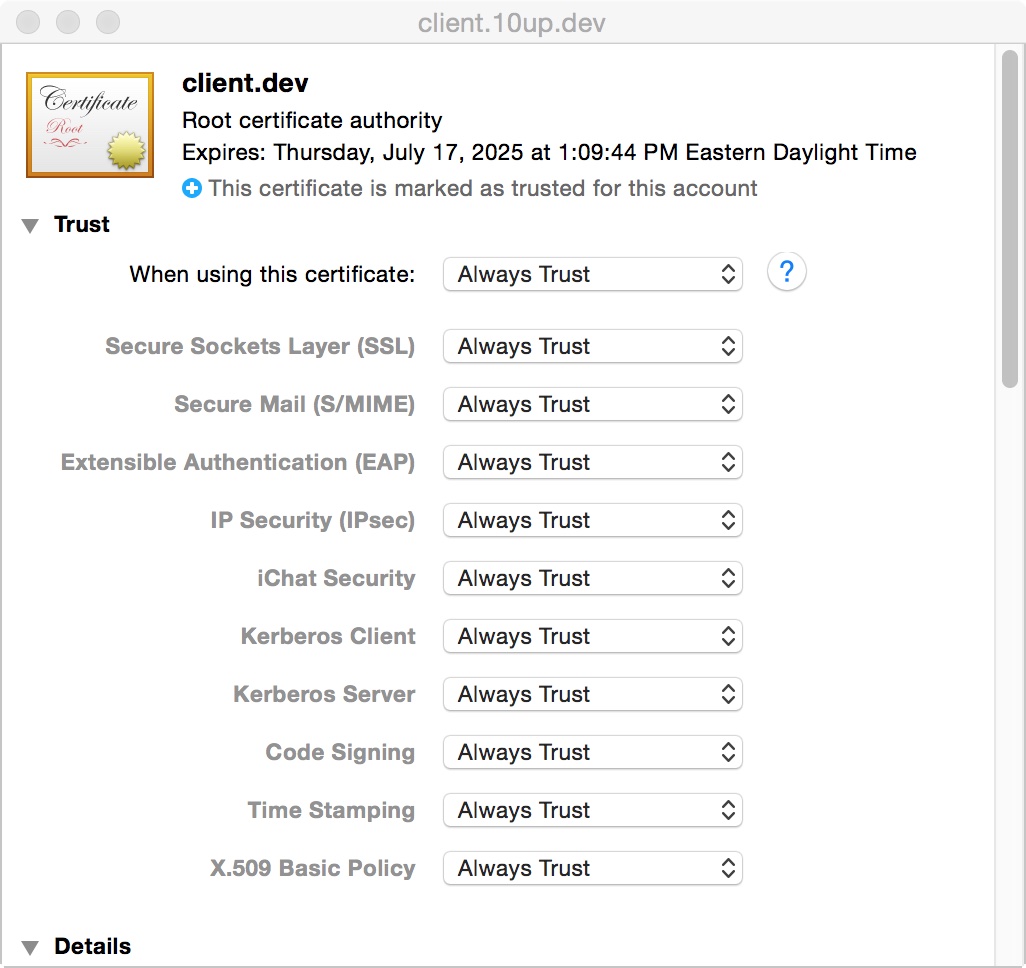 client.10up.dev
Certificate
Root
client.dev
Root certificate authority
Expires: Thursday, July 17, 2025 at 1:09:44 PM Eastern Daylight Time
This certificate is marked as trusted for this account
Trust
When using this certificate: Always Trust ?
Secure Sockets Layer (SSL) Always Trust
Secure Mail (S/MIME) Always Trust
Extensible Authentication (EAP) Always Trust
IP Security (IPsec) Always Trust
iChat Security Always Trust
Kerberos Client Always Trust
Kerberos Server Always Trust
Code Signing Always Trust
Time Stamping Always Trust
X.509 Basic Policy Always Trust
Details